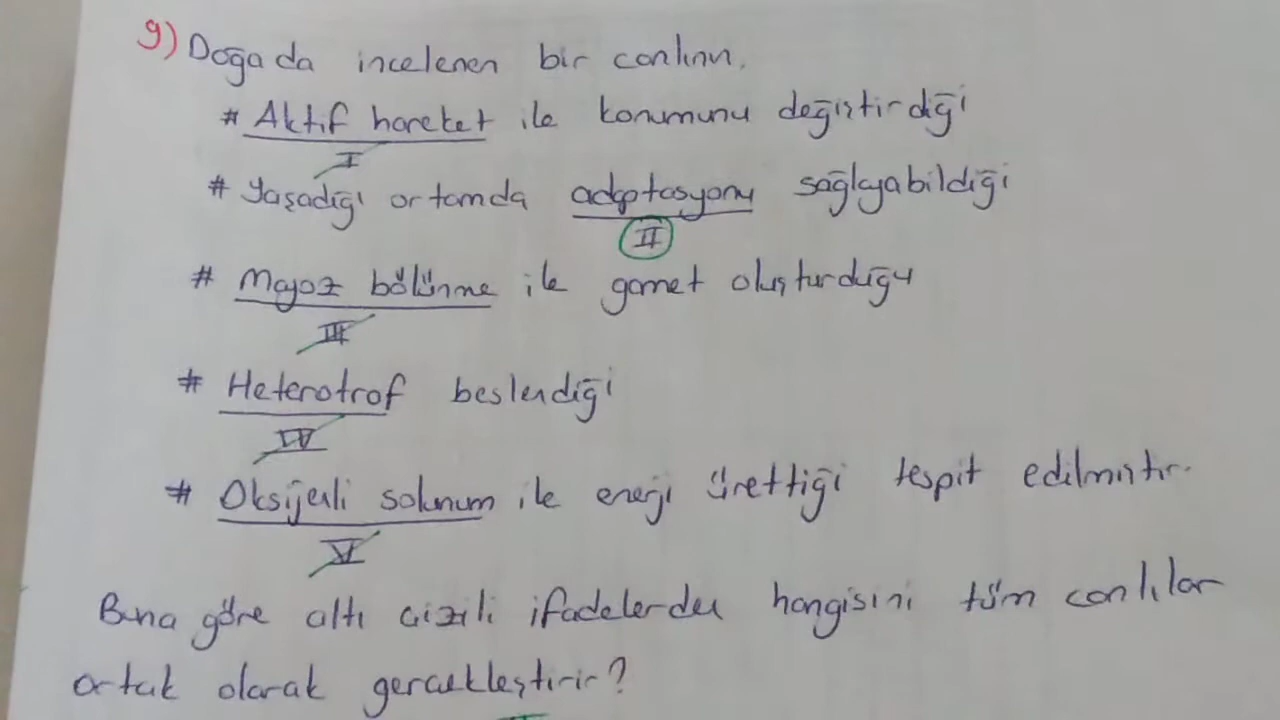 9) Doğada incelenen bir canlının,
# Aktif hareket ile konumunu değiştirdiği
I
# Yaşadığı ortamda adaptasyonu sağlayabildiği
II
# Mayoz bölünme ile gamet oluşturduğu
III
# Heterotrof beslendiği
IV
# Oksijenli solunum ile enerji ürettiği tespit edilmiştir.
V
Buna göre altı çizili ifadelerden hangisini tüm canlılar
ortak olarak gerçekleştirir?